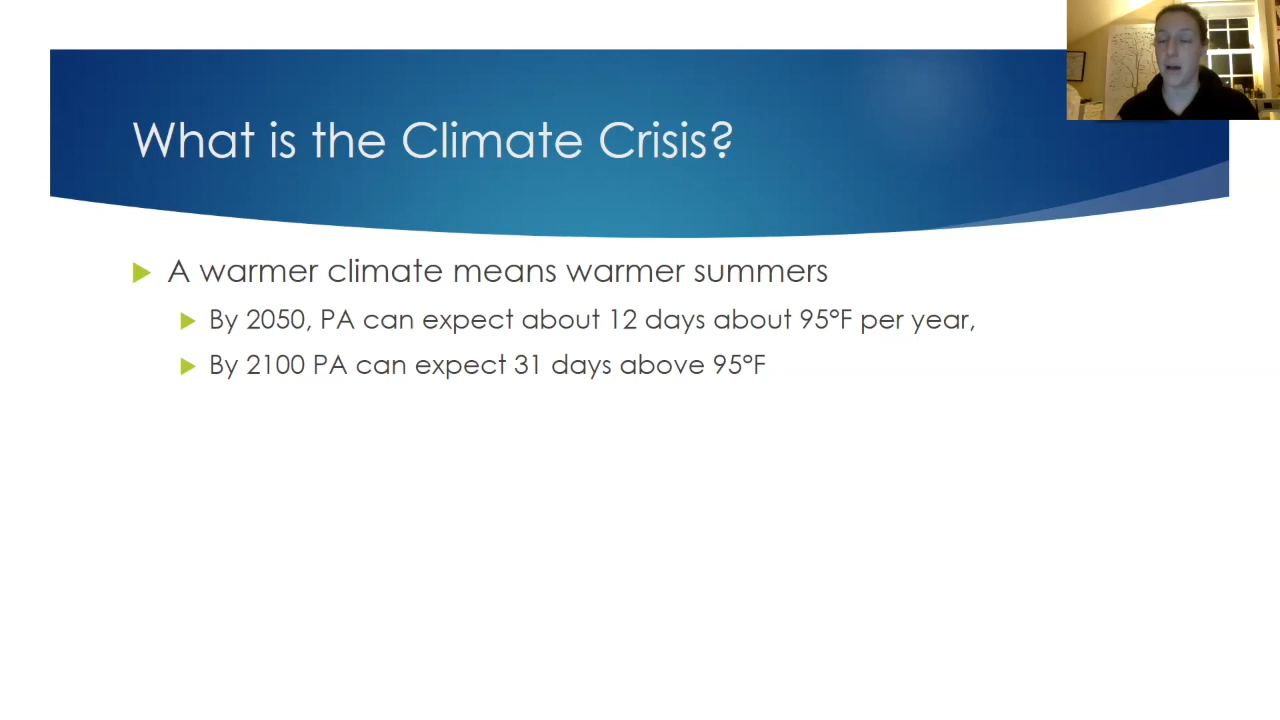 What is the Climate Crisis?
A warmer climate means warmer summers
By 2050, PA can expect about 12 days about 95°F per year,
By 2100 PA can expect 31 days above 95°F